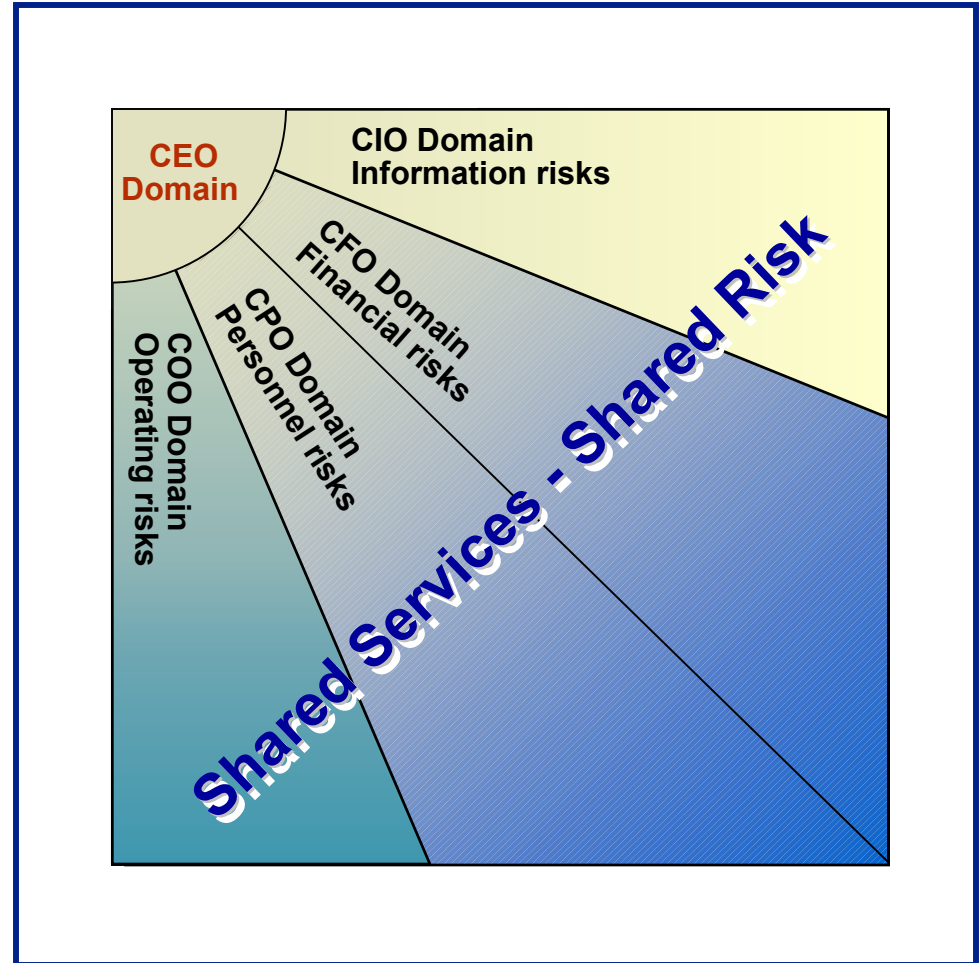 CEO
Domain
CIO Domain
Information risks
CFO Domain
Financial risks
CPO Domain
Personnel risks
COO Domain
Operating risks
Shared Services - Shared Risk